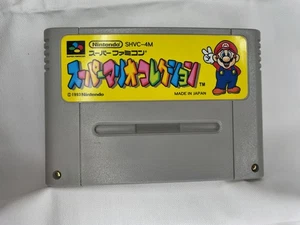 Nintendo SHVC-4M
スーパーファミコン
スーパーマリオコレクション TM
©1993 Nintendo
MADE IN JAPAN